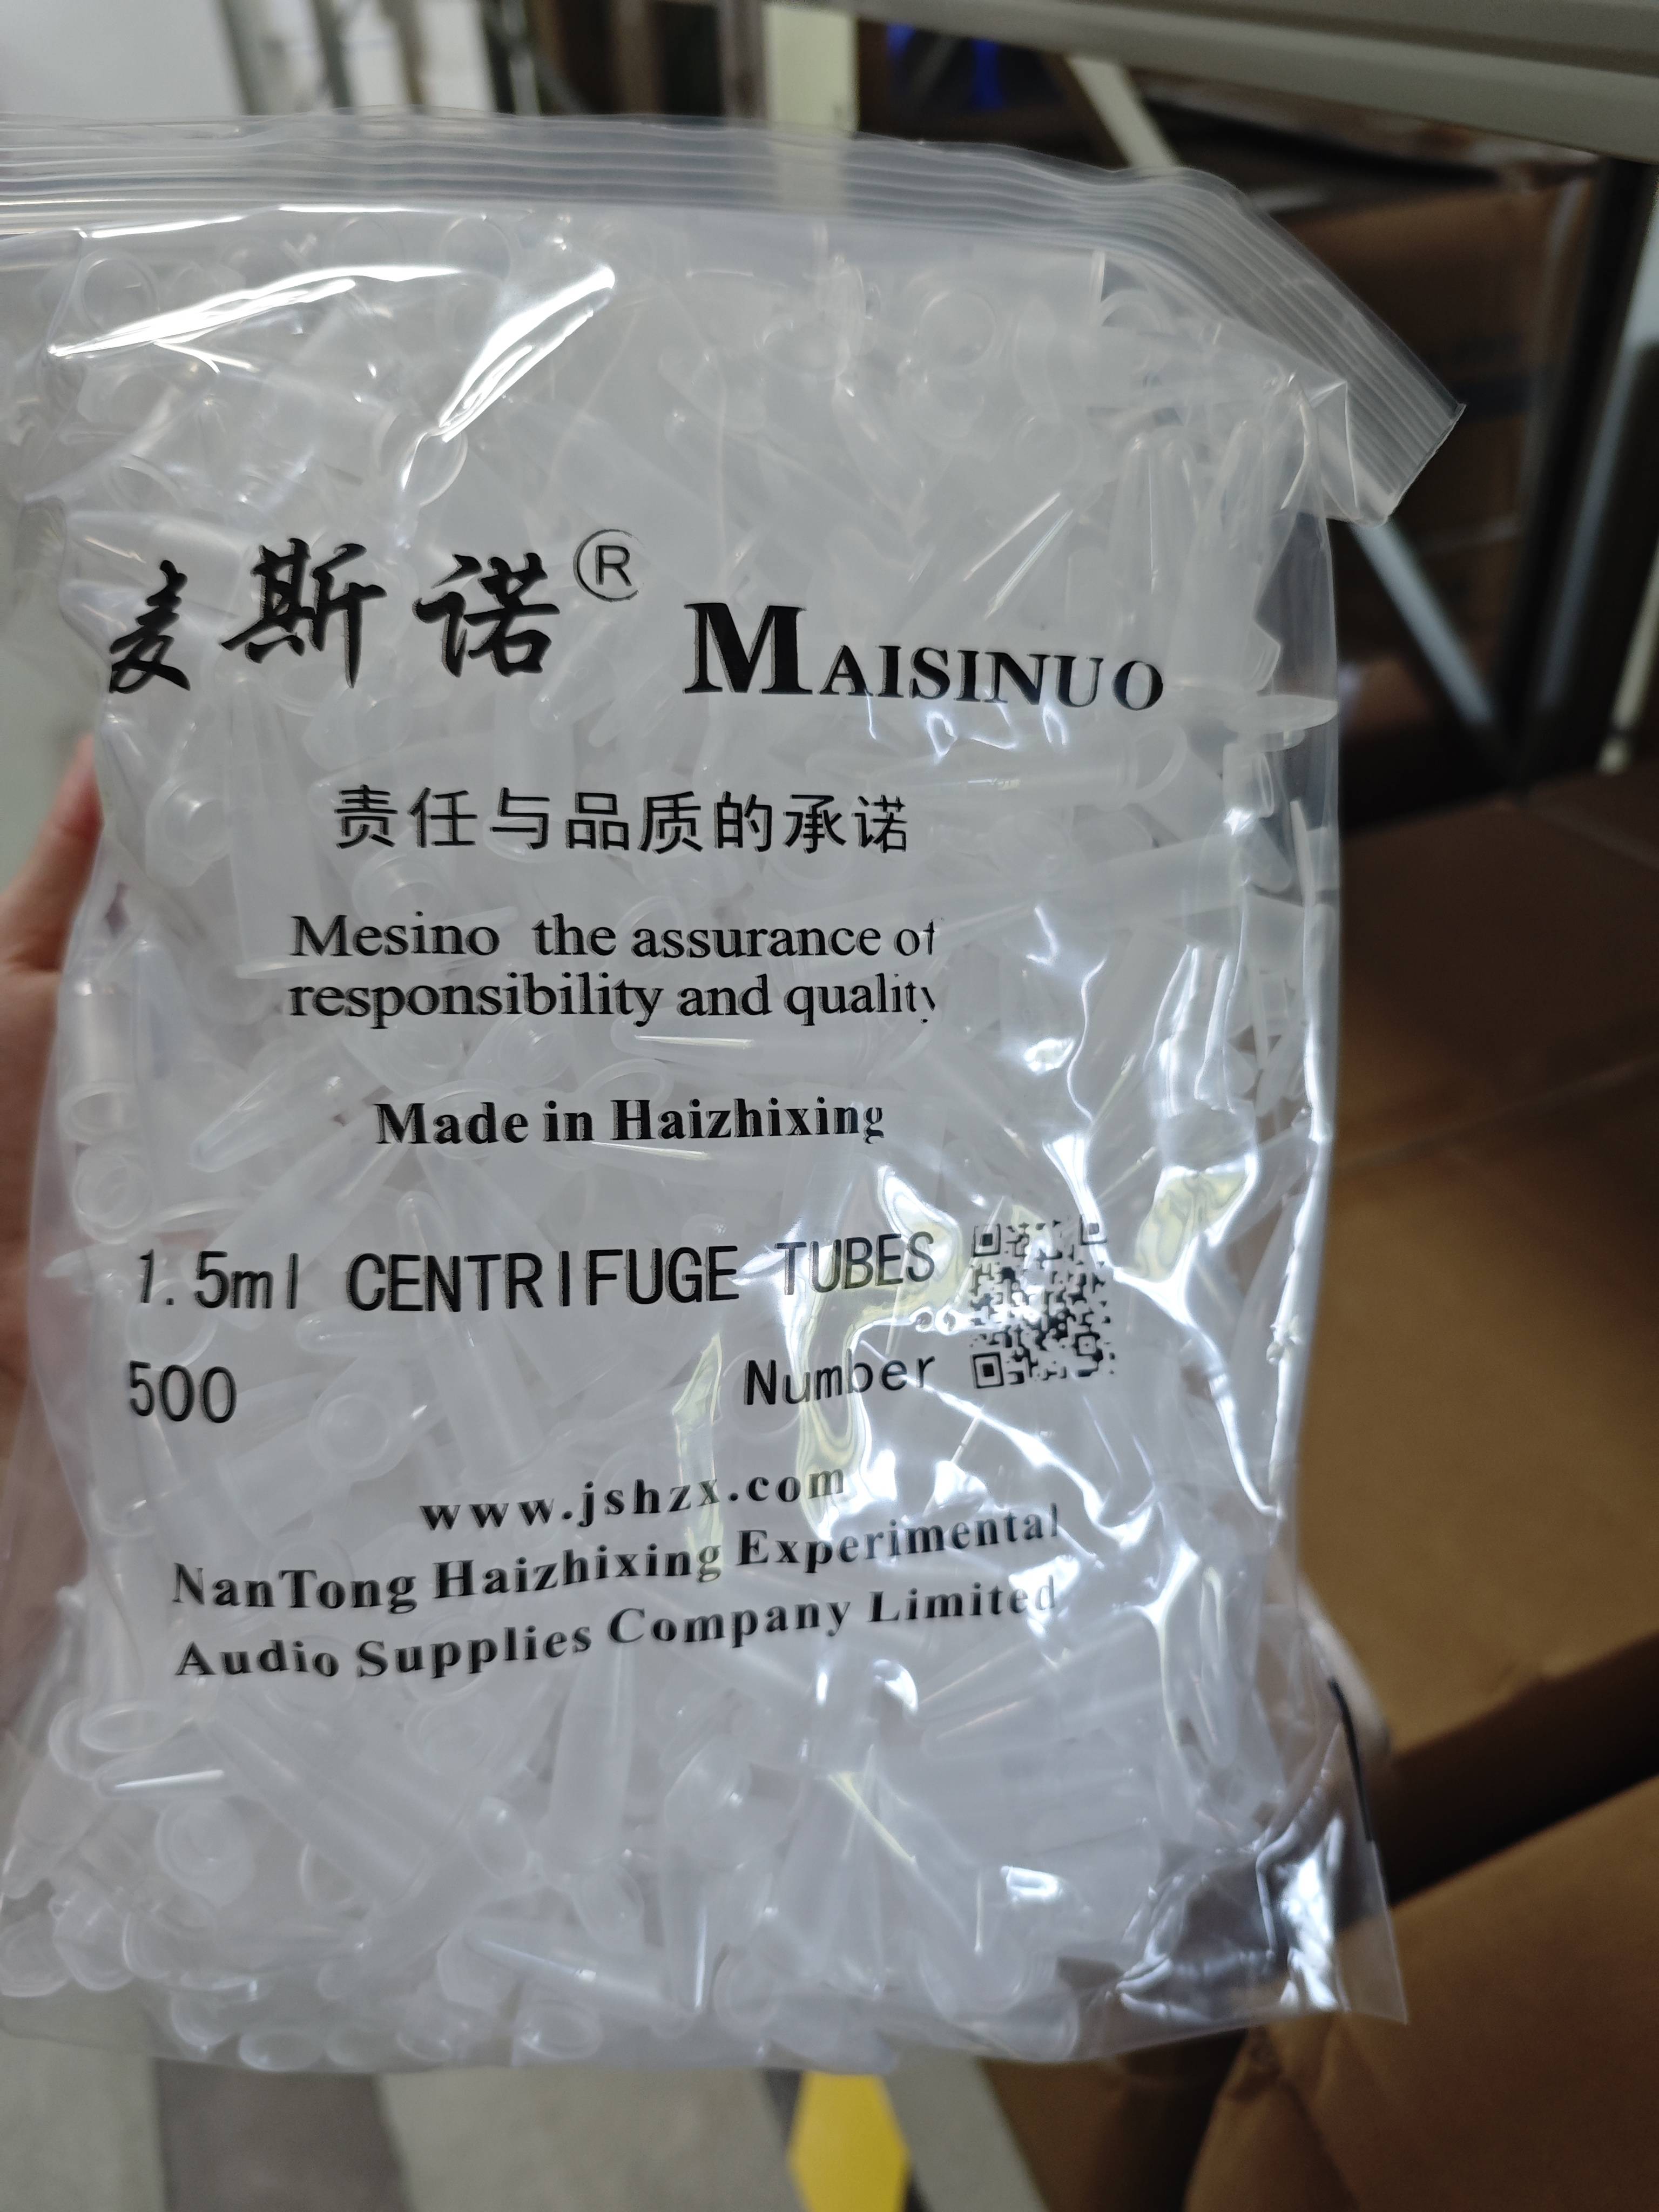 麦斯诺® MAISINUO
责任与品质的承诺
Mesino the assurance of
responsibility and quality
Made in Haizhixing
1.5ml CENTRIFUGE TUBES
500 Number
www.jshzx.com
NanTong Haizhixing Experimental
Audio Supplies Company Limited